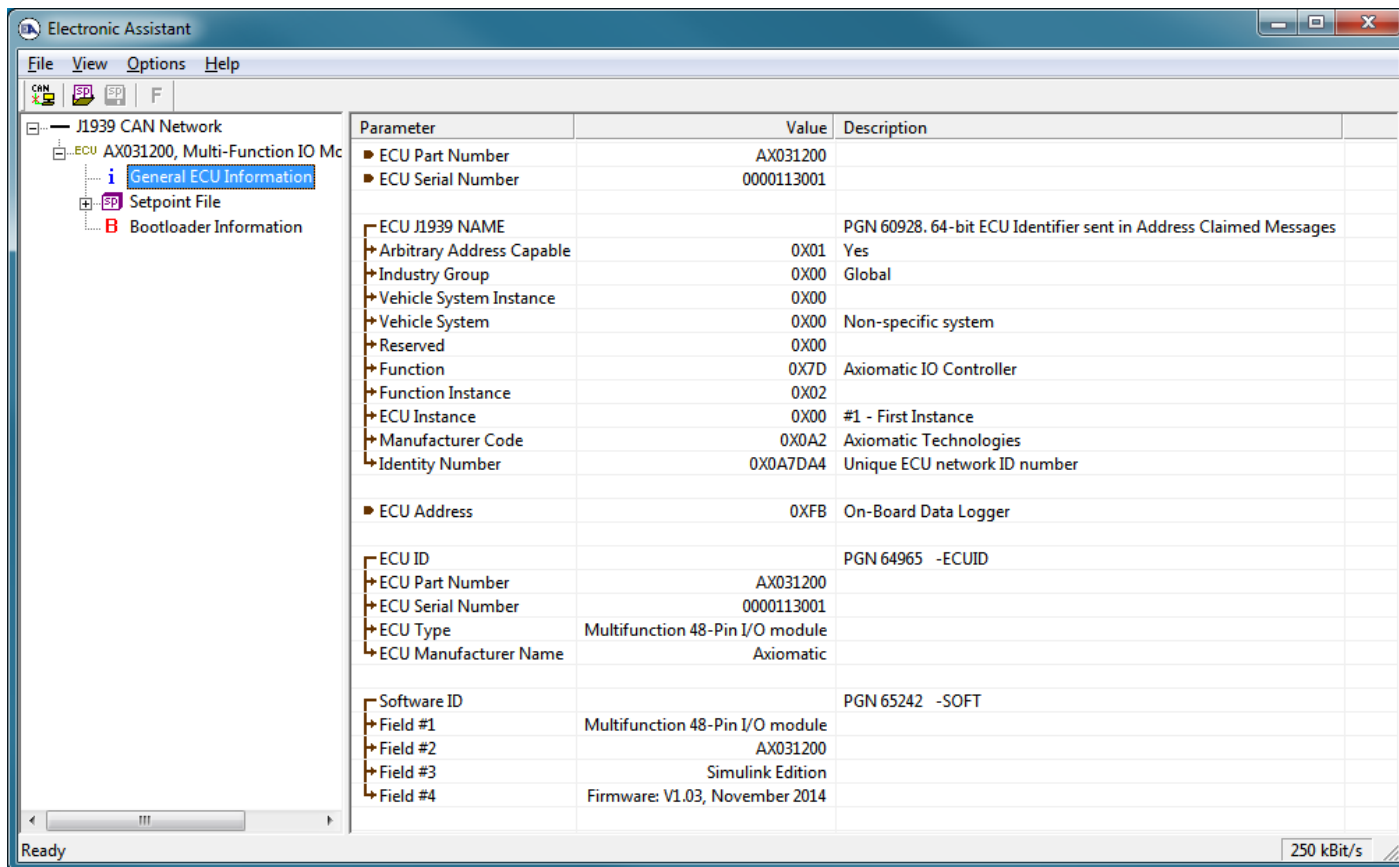 Electronic Assistant
File View Options Help
CAN SP SP F
J1939 CAN Network
ECU AX031200, Multi-Function IO Mc
i General ECU Information
SP Setpoint File
B Bootloader Information
Parameter Value Description
ECU Part Number AX031200
ECU Serial Number 0000113001
ECU J1939 NAME PGN 60928. 64-bit ECU Identifier sent in Address Claimed Messages
Arbitrary Address Capable 0X01 Yes
Industry Group 0X00 Global
Vehicle System Instance 0X00
Vehicle System 0X00 Non-specific system
Reserved 0X00
Function 0X7D Axiomatic IO Controller
Function Instance 0X02
ECU Instance 0X00 #1 - First Instance
Manufacturer Code 0X0A2 Axiomatic Technologies
Identity Number 0X0A7DA4 Unique ECU network ID number
ECU Address 0XFB On-Board Data Logger
ECU ID PGN 64965 -ECUID
ECU Part Number AX031200
ECU Serial Number 0000113001
ECU Type Multifunction 48-Pin I/O module
ECU Manufacturer Name Axiomatic
Software ID PGN 65242 -SOFT
Field #1 Multifunction 48-Pin I/O module
Field #2 AX031200
Field #3 Simulink Edition
Field #4 Firmware: V1.03, November 2014
Ready 250 kBit/s